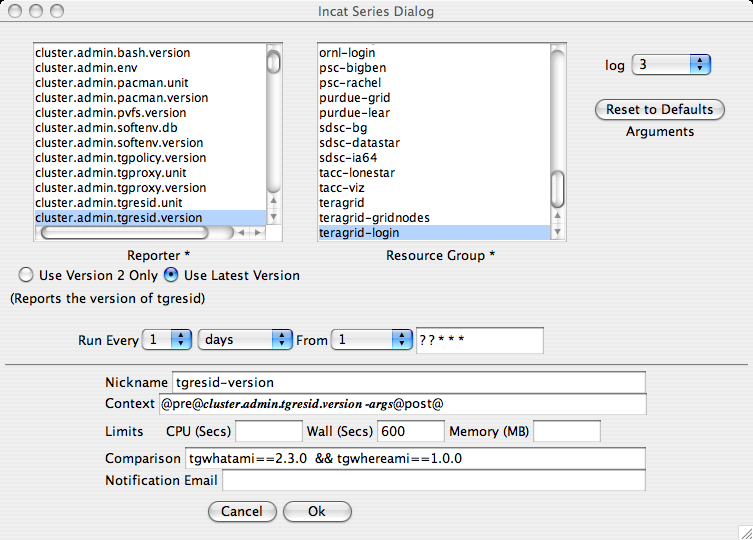 Incat Series Dialog
cluster.admin.bash.version
cluster.admin.env
cluster.admin.pacman.unit
cluster.admin.pacman.version
cluster.admin.pvfs.version
cluster.admin.softenv.db
cluster.admin.softenv.version
cluster.admin.tgpolicy.version
cluster.admin.tgproxy.unit
cluster.admin.tgproxy.version
cluster.admin.tgresid.unit
cluster.admin.tgresid.version
Reporter *
ornl-login
psc-bigben
psc-rachel
purdue-grid
purdue-lear
sdsc-bg
sdsc-datastar
sdsc-ia64
tacc-lonestar
tacc-viz
teragrid
teragrid-gridnodes
teragrid-login
Resource Group *
log 3
Reset to Defaults
Arguments
Use Version 2 Only Use Latest Version
(Reports the version of tgresid)
Run Every 1 days From 1 ? ? * * *
Nickname tgresid-version
Context @pre@cluster.admin.tgresid.version -args@post@
Limits CPU (Secs) Wall (Secs) 600 Memory (MB)
Comparison tgwhatami==2.3.0 && tgwhereami==1.0.0
Notification Email
Cancel Ok